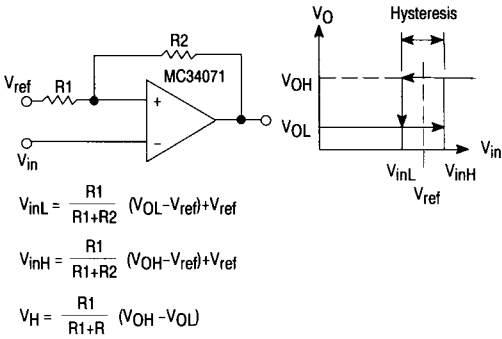 R2
MC34071
Vref
R1
+
−
Vin
VO
Hysteresis
VOH
VOL
Vin
VinL
VinH
Vref
VinL = R1 / R1+R2 (VOL−Vref)+Vref
VinH = R1 / R1+R2 (VOH−Vref)+Vref
VH = R1 / R1+R (VOH −VOL)